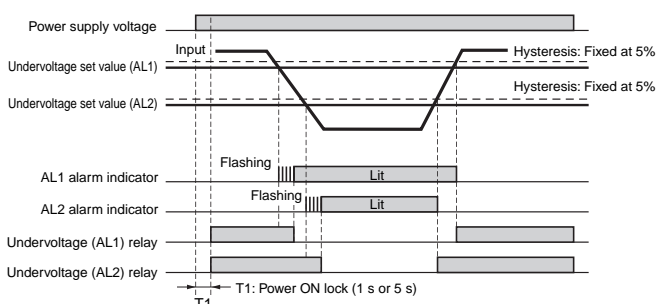 Power supply voltage
Input
Hysteresis: Fixed at 5%
Undervoltage set value (AL1)
Hysteresis: Fixed at 5%
Undervoltage set value (AL2)
Flashing
AL1 alarm indicator
Lit
Flashing
AL2 alarm indicator
Lit
Undervoltage (AL1) relay
Undervoltage (AL2) relay
T1: Power ON lock (1 s or 5 s)
T1